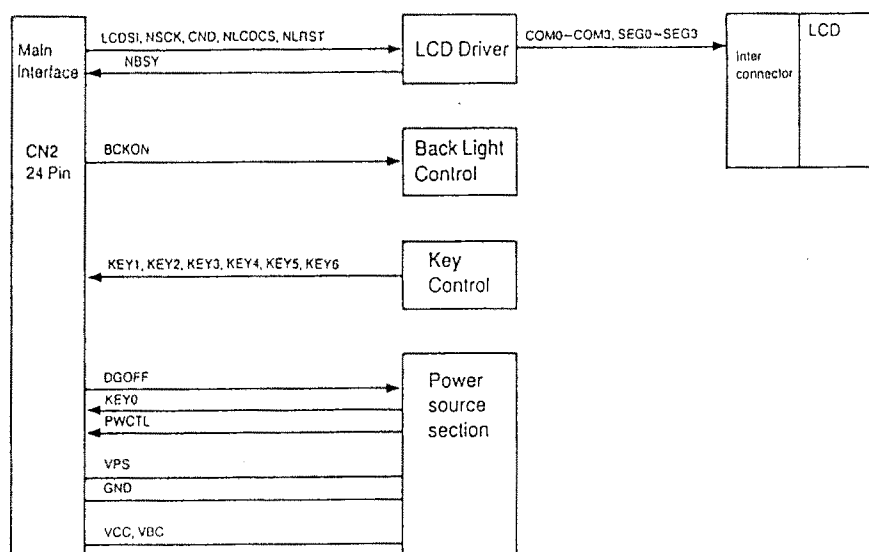 Main
Interface
CN2
24 Pin
LCDSI, NSCK, CND, NLCDCS, NLRST
NBSY
LCD Driver
COM0~COM3, SEG0~SEG3
Inter
connector
LCD
BCKON
Back Light
Control
KEY1, KEY2, KEY3, KEY4, KEY5, KEY6
Key
Control
DGOFF
KEY0
PWCTL
VPS
GND
VCC, VBC
Power
source
section